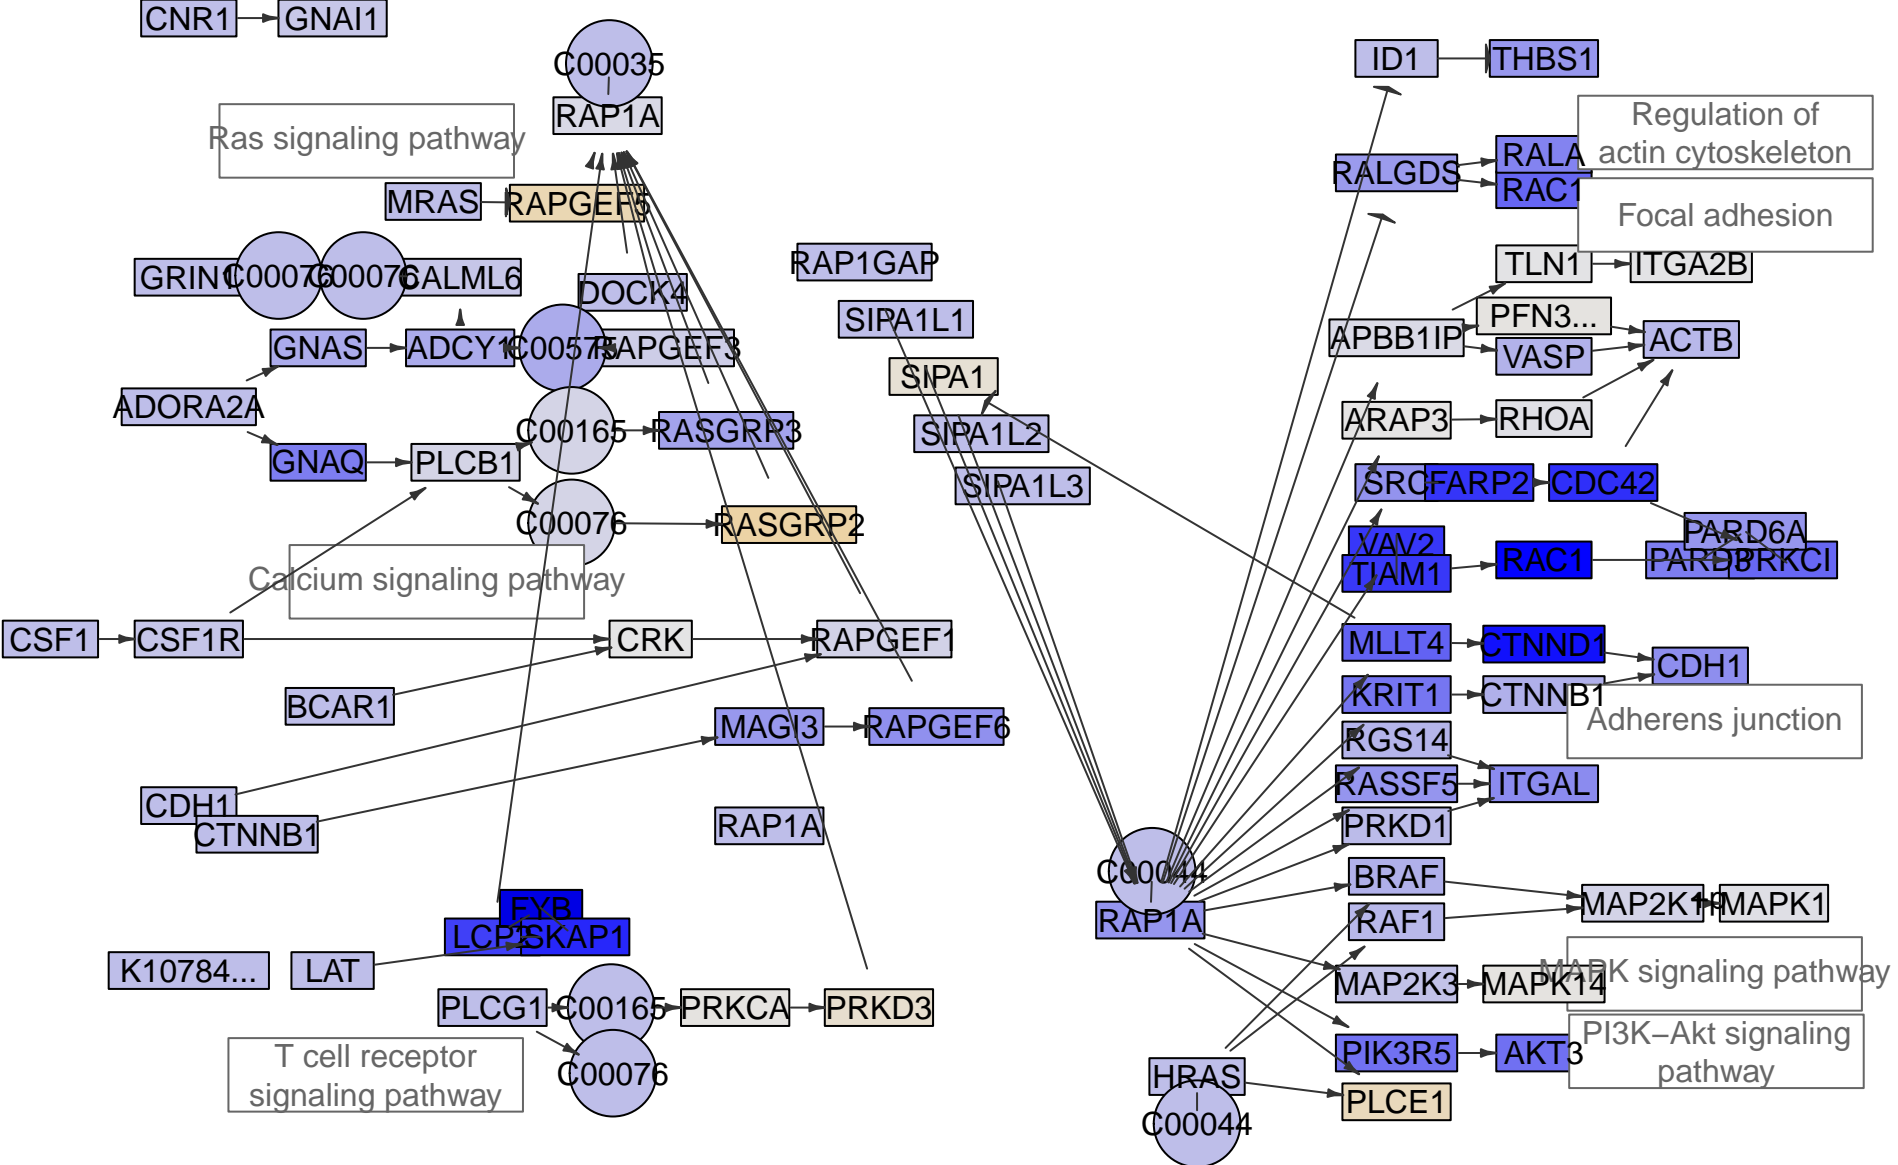 CNR1
GNAI1
C00035
RAP1A
Ras signaling pathway
MRAS
RAPGEF5
GRIN1
C00076
C00076
CALML6
DOCK4
RAP1GAP
SIPA1L1
GNAS
ADCY1
C00575
RAPGEF3
SIPA1
ADORA2A
C00165
RASGRP3
SIPA1L2
GNAQ
PLCB1
SIPA1L3
C00076
RASGRP2
Calcium signaling pathway
CSF1
CSF1R
CRK
RAPGEF1
BCAR1
MAGI3
RAPGEF6
CDH1
CTNNB1
RAP1A
FYB
LCP2
SKAP1
K10784...
LAT
PLCG1
C00165
PRKCA
PRKD3
T cell receptor
signaling pathway
C00076
ID1
THBS1
Regulation of
actin cytoskeleton
RALGDS
RALA
RAC1
Focal adhesion
TLN1
ITGA2B
PFN3...
APBB1IP
VASP
ACTB
ARAP3
RHOA
SRC
FARP2
CDC42
VAV2
TIAM1
RAC1
PARD6A
PARD3
PRKCI
MLLT4
CTNND1
CDH1
KRIT1
CTNNB1
Adherens junction
RGS14
RASSF5
ITGAL
PRKD1
C00044
RAP1A
BRAF
RAF1
MAP2K1
+p
MAPK1
MAP2K3
MAPK14
MAPK signaling pathway
PIK3R5
AKT3
PI3K−Akt signaling
pathway
HRAS
C00044
PLCE1